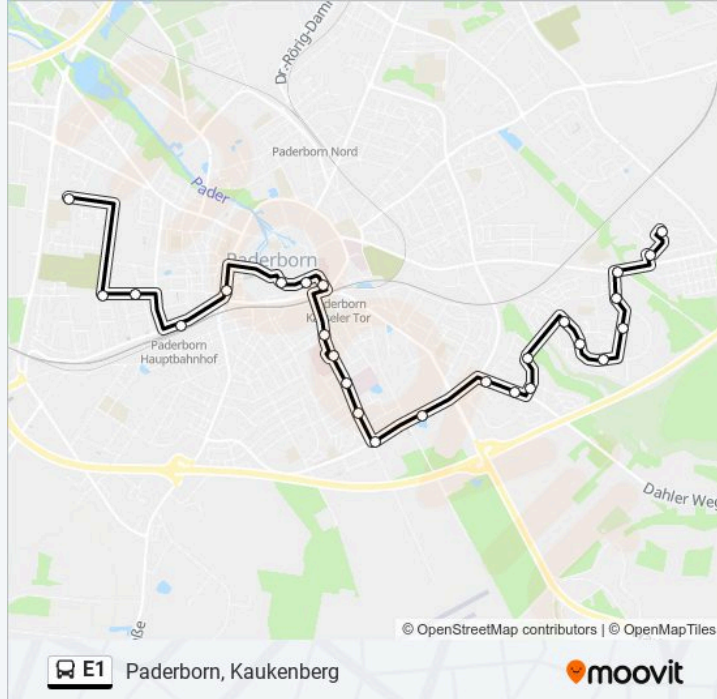 Dr.-Rörig-Damm
Paderborn Nord
Pader
Paderborn
Paderborn
Kasseler Tor
Paderborn
Hauptbahnhof
Dahler Weg
© OpenStreetMap contributors | © OpenMapTiles
E1 Paderborn, Kaukenberg
moovit